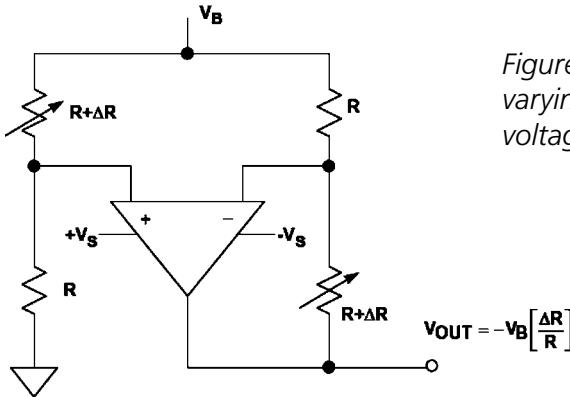 V_B
Figure
varyin
voltag
R+ΔR
R
+
−
+V_S
-V_S
R
R+ΔR
V_OUT = −V_B[ΔR/R]